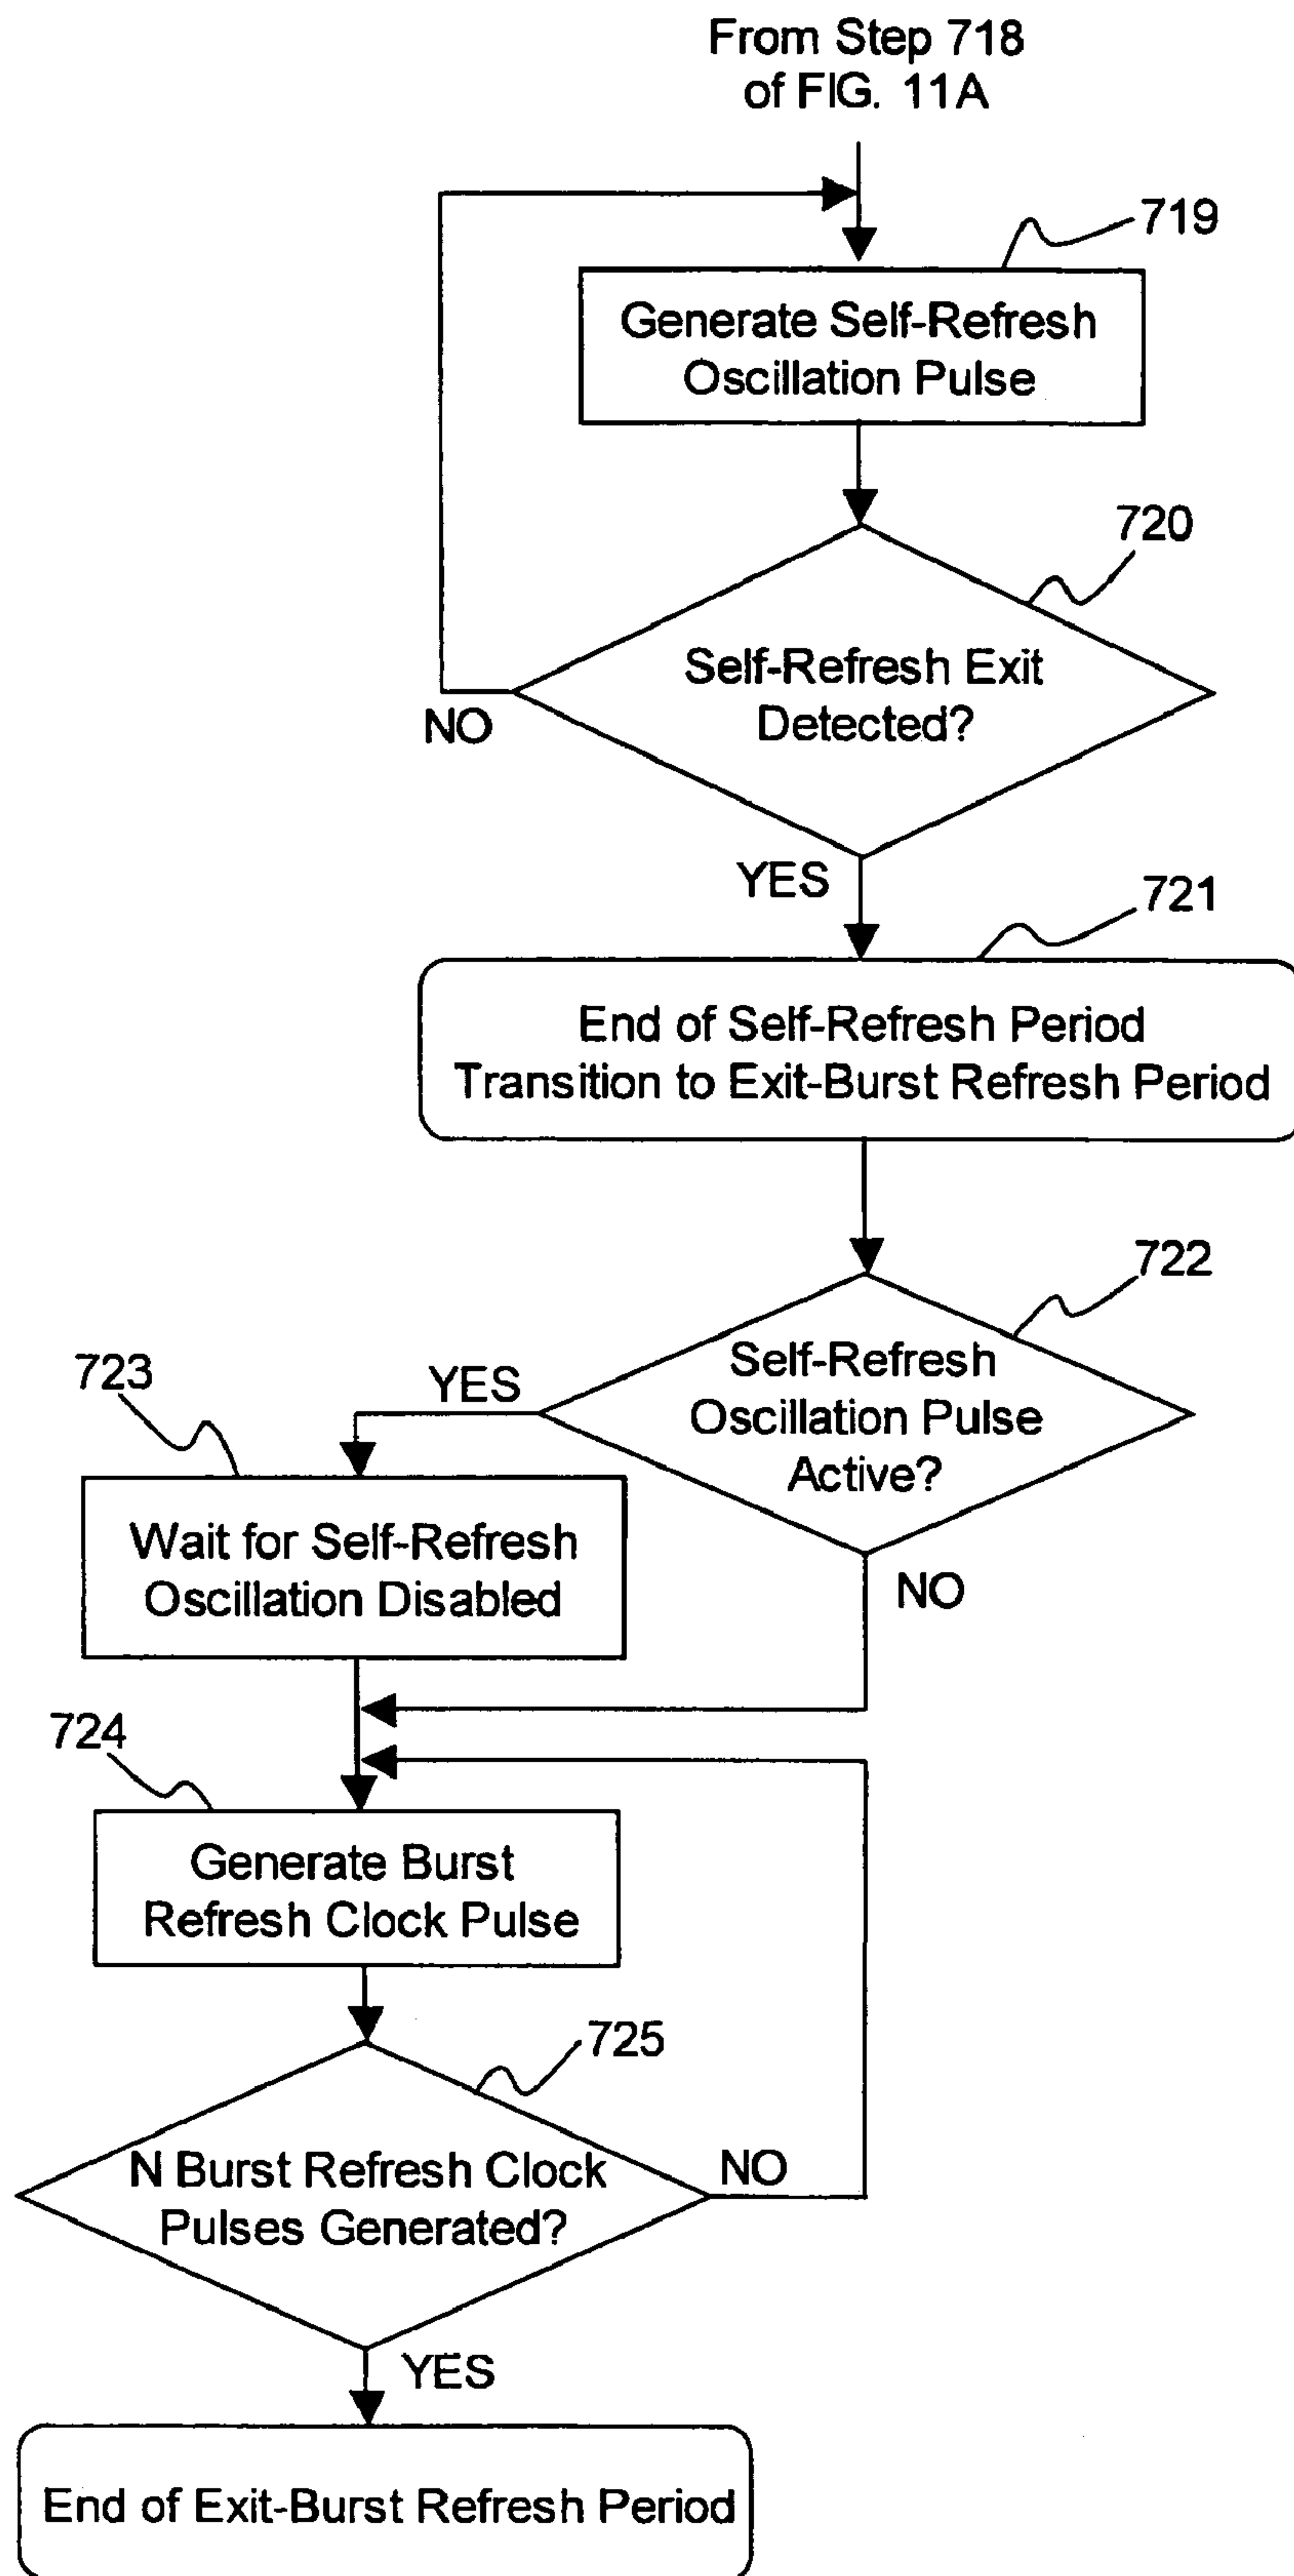 From Step 718
of FIG. 11A
719
Generate Self-Refresh
Oscillation Pulse
720
Self-Refresh Exit
Detected?
NO
YES
721
End of Self-Refresh Period
Transition to Exit-Burst Refresh Period
722
Self-Refresh
Oscillation Pulse
Active?
YES
723
NO
Wait for Self-Refresh
Oscillation Disabled
724
Generate Burst
Refresh Clock Pulse
725
N Burst Refresh Clock
Pulses Generated?
NO
YES
End of Exit-Burst Refresh Period